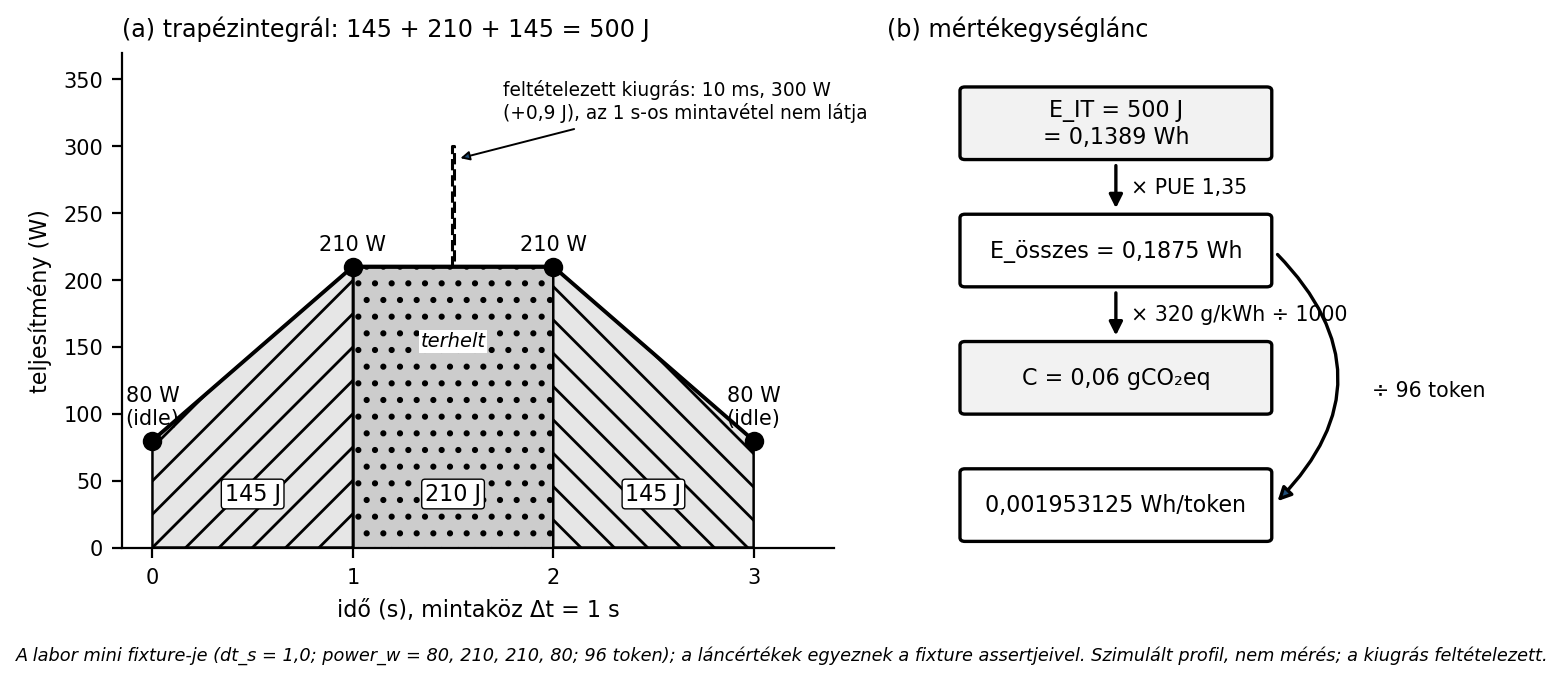 (a) trapézintegrál: 145 + 210 + 145 = 500 J
teljesítmény (W)
350
300
250
200
150
100
50
0
feltételezett kiugrás: 10 ms, 300 W
(+0,9 J), az 1 s-os mintavétel nem látja
210 W
210 W
terhelt
80 W
(idle)
80 W
(idle)
145 J
210 J
145 J
0
1
2
3
idő (s), mintaköz Δt = 1 s
(b) mértékegységlánc
E_IT = 500 J
= 0,1389 Wh
× PUE 1,35
E_összes = 0,1875 Wh
× 320 g/kWh ÷ 1000
C = 0,06 gCO₂eq
÷ 96 token
0,001953125 Wh/token
A labor mini fixture-je (dt_s = 1,0; power_w = 80, 210, 210, 80; 96 token); a láncértékek egyeznek a fixture assertjeivel. Szimulált profil, nem mérés; a kiugrás feltételezett.